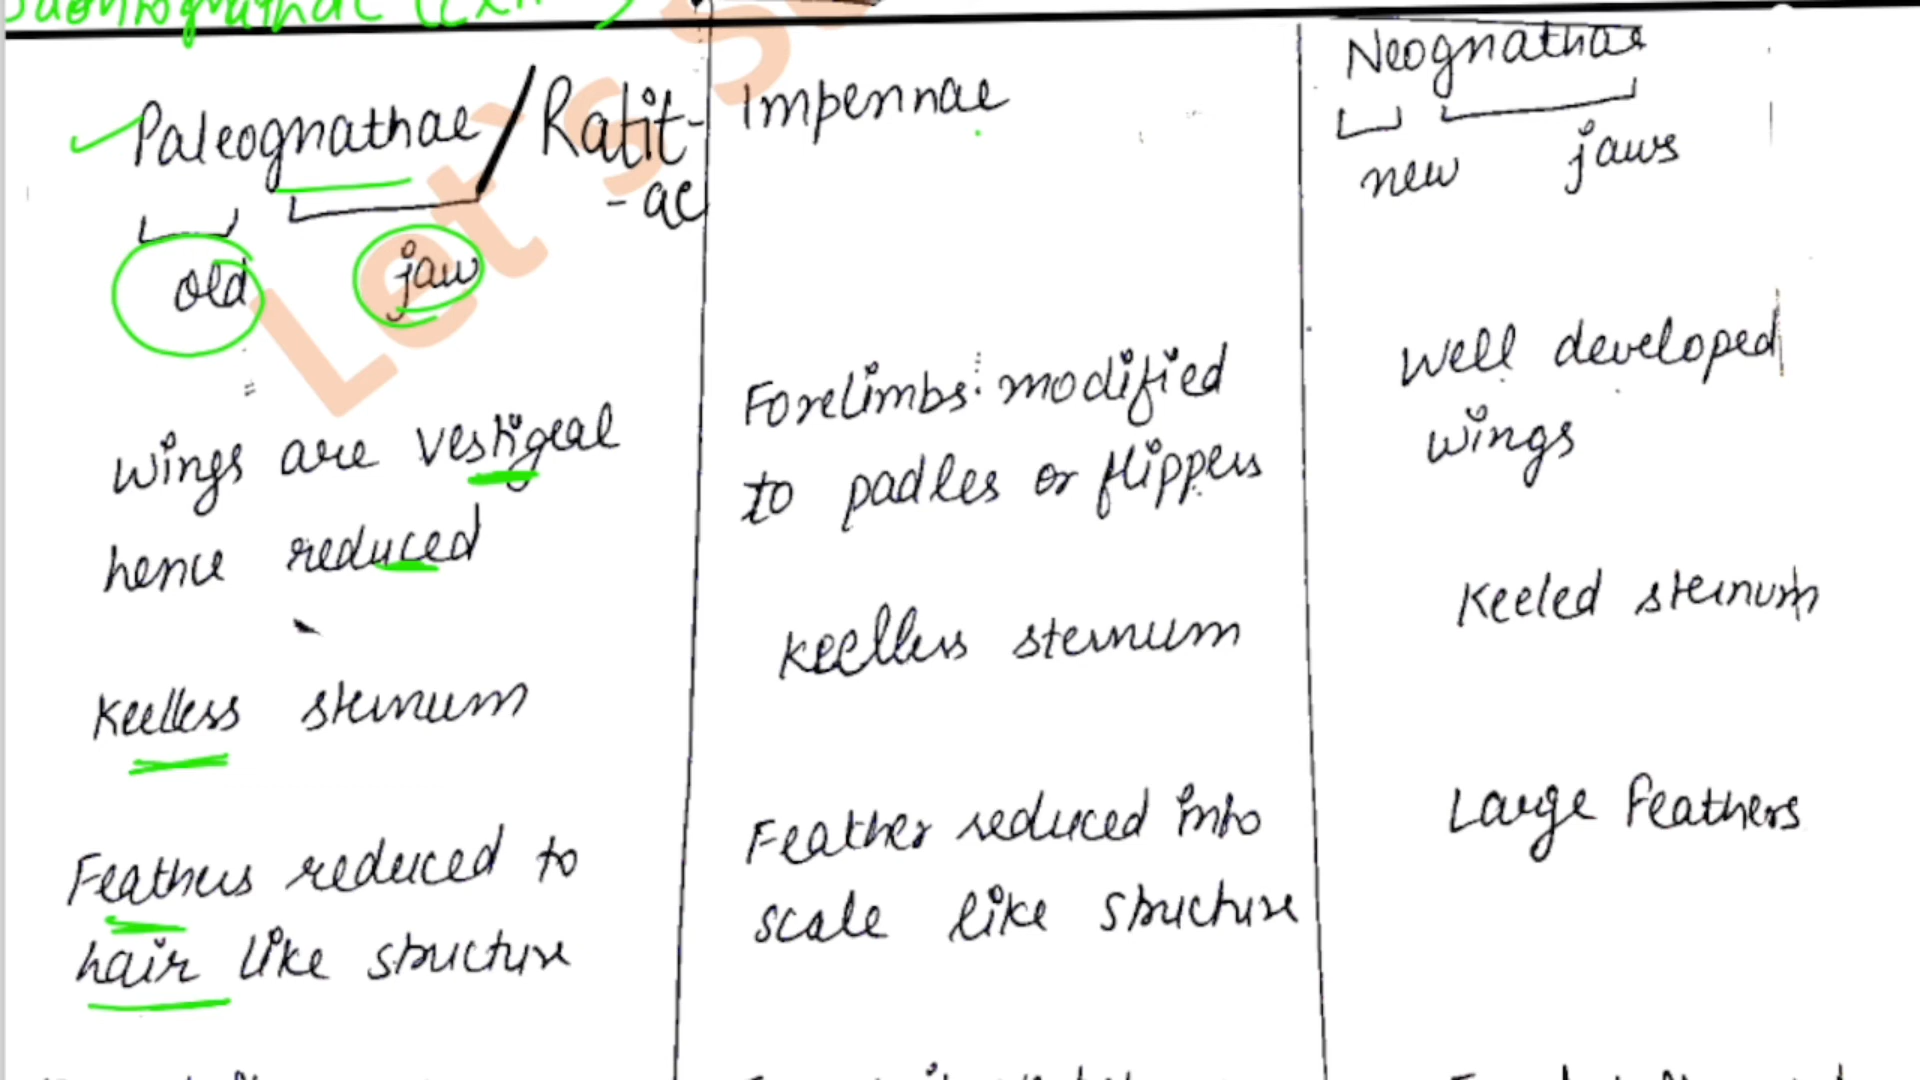 Paleognathae / Ratit-
- ae
old jaw
Wings are vestigeal
hence reduced
Keelless sternum
Feathers reduced to
hair like structure
Impennae
Forelimbs: modified
to padles or flippers
Keelless sternum
Feather reduced into
scale like structure
Neognathae
new jaws
Well developed
wings
Keeled sternum
Large Feathers
Let's